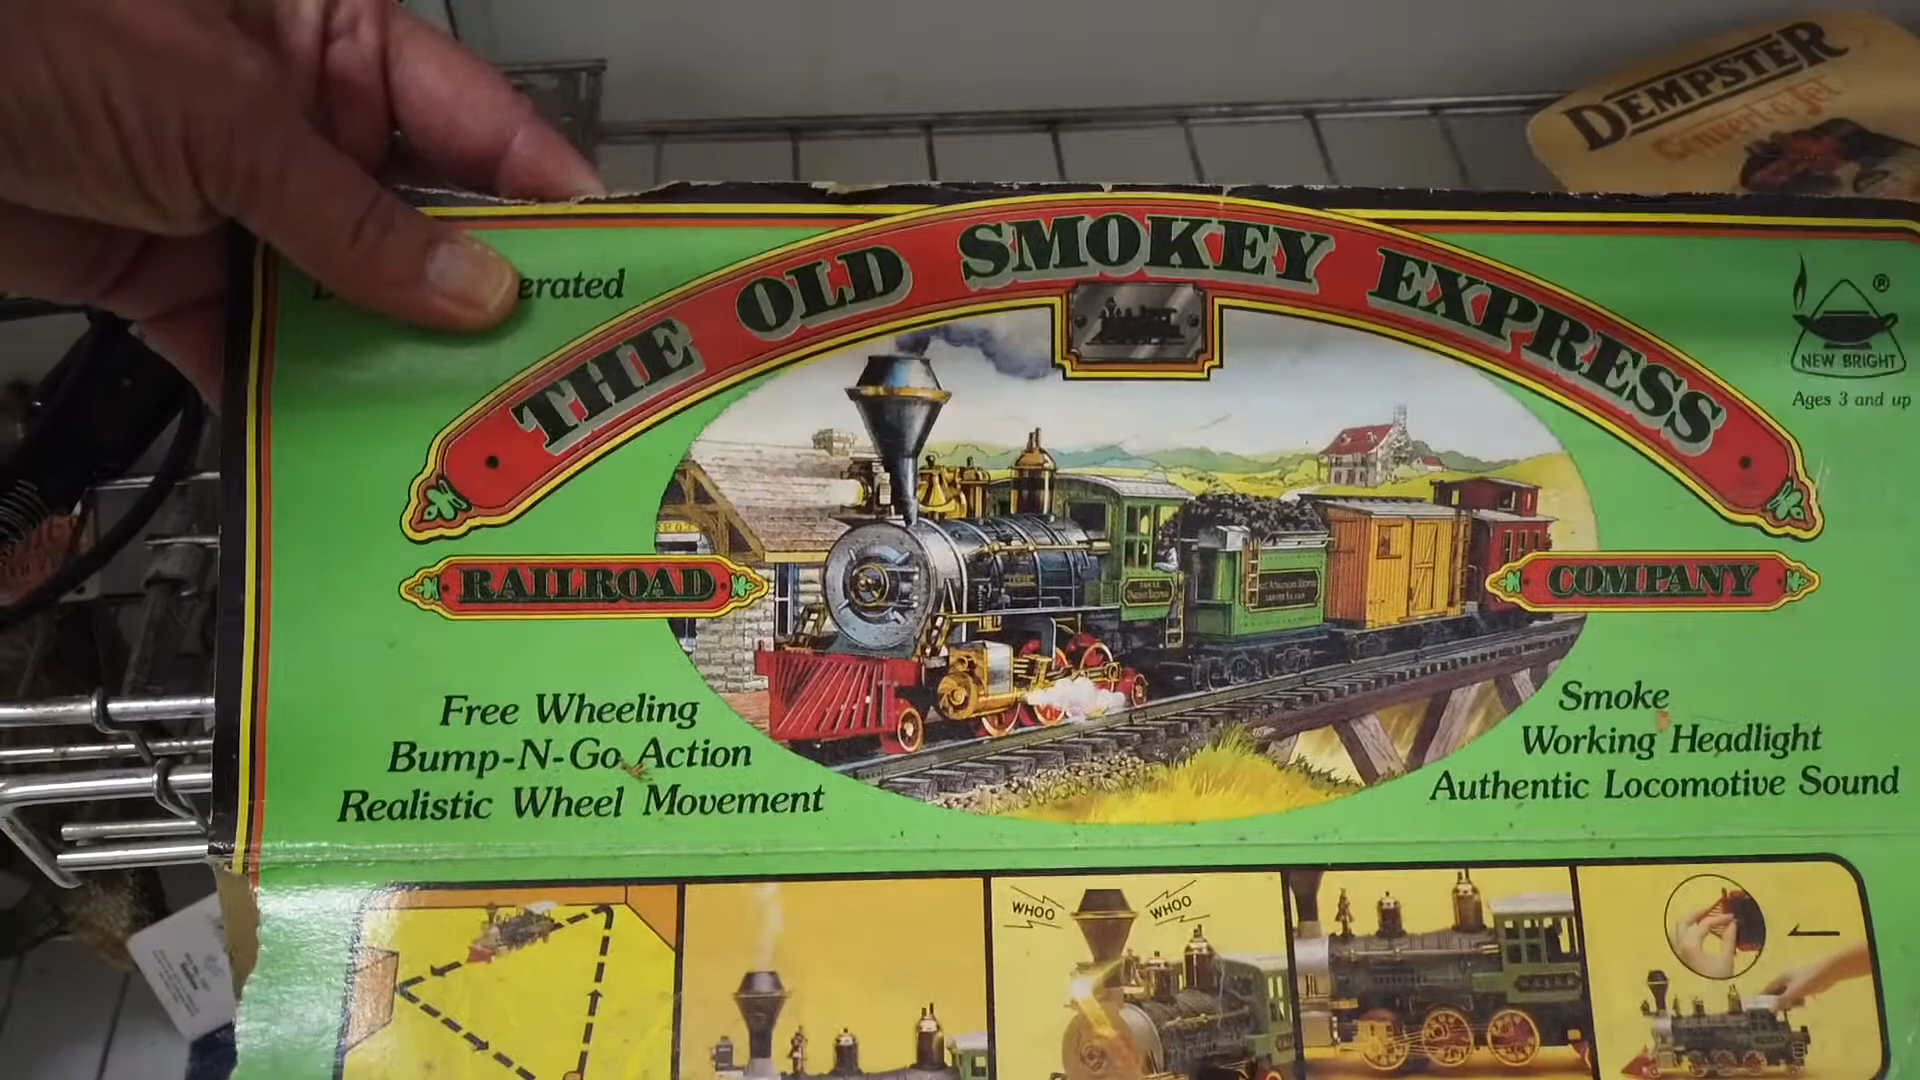 DEMPSTER
erated
THE OLD SMOKEY EXPRESS
®
NEW BRIGHT
Ages 3 and up
RAILROAD
COMPANY
Free Wheeling
Bump-N-Go Action
Realistic Wheel Movement
Smoke
Working Headlight
Authentic Locomotive Sound
WHOO
WHOO